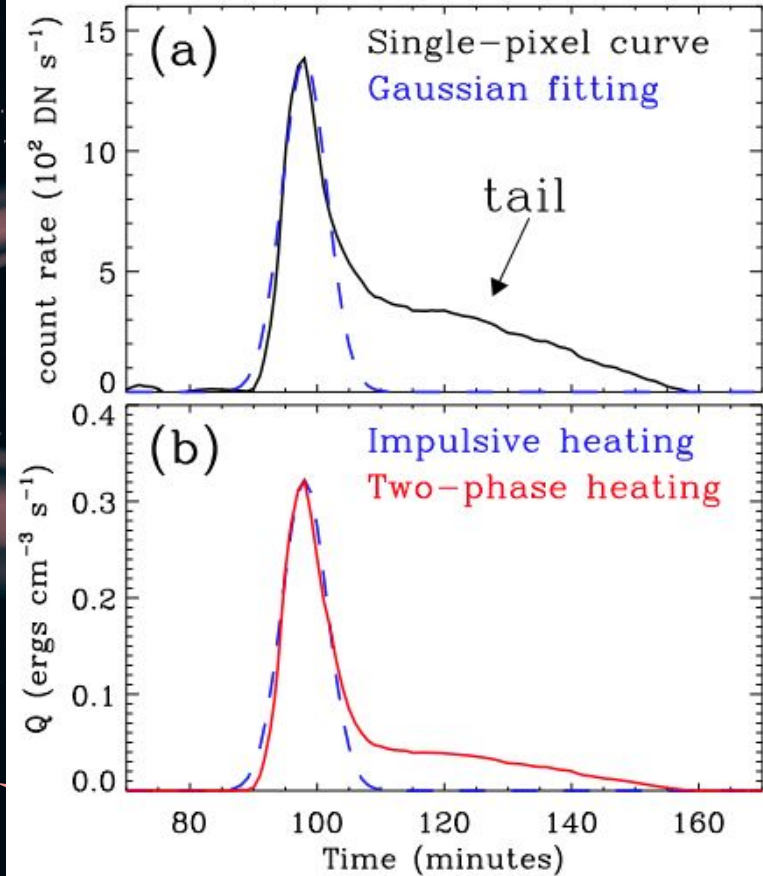 (a)
Single-pixel curve
Gaussian fitting
tail
count rate (10² DN s⁻¹)
15
10
5
0
(b)
Impulsive heating
Two-phase heating
Q (ergs cm⁻³ s⁻¹)
0.4
0.3
0.2
0.1
0.0
80 100 120 140 160
Time (minutes)